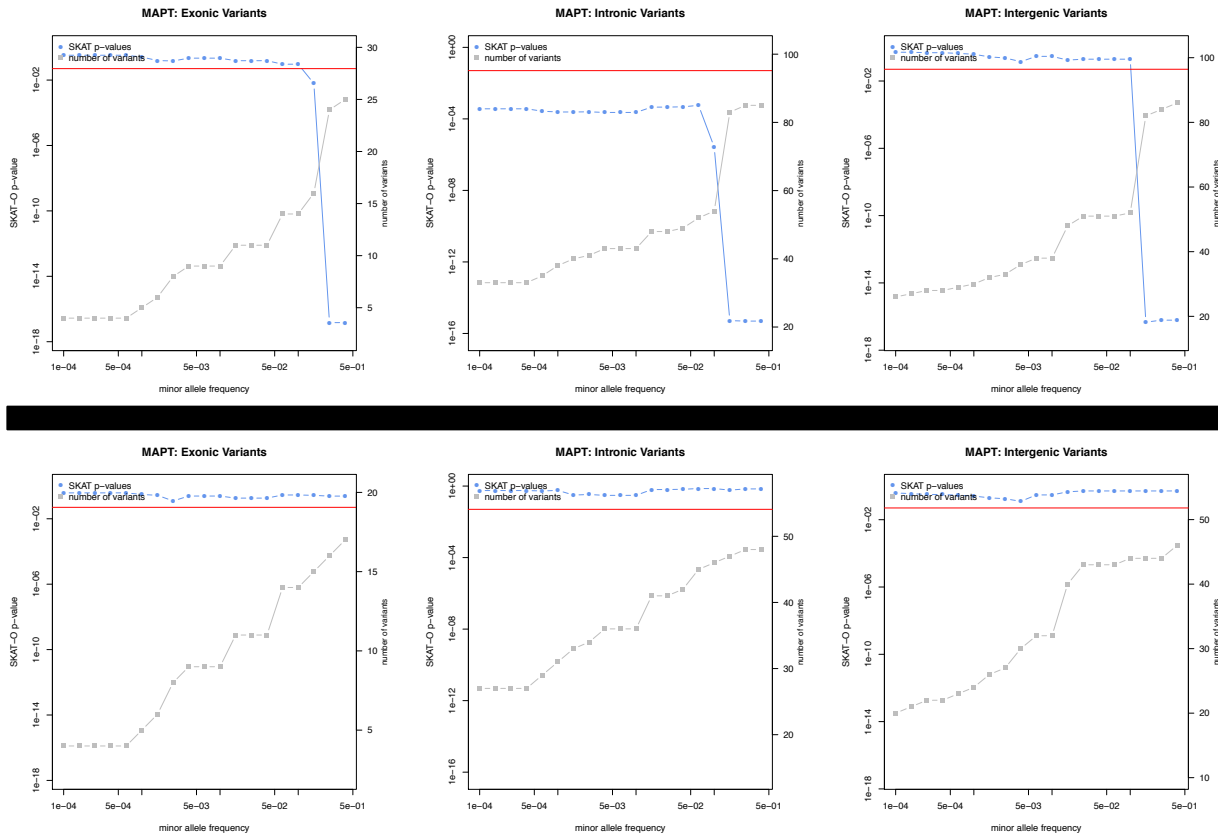 MAPT: Exonic Variants
SKAT p-values
number of variants
1e-02
1e-06
1e-10
1e-14
1e-18
SKAT-O p-value
30
25
20
15
10
5
number of variants
1e-04
5e-04
5e-03
5e-02
5e-01
minor allele frequency
MAPT: Intronic Variants
SKAT p-values
number of variants
1e+00
1e-04
1e-08
1e-12
1e-16
SKAT-O p-value
100
80
60
40
20
number of variants
1e-04
5e-04
5e-03
5e-02
5e-01
minor allele frequency
MAPT: Intergenic Variants
SKAT p-values
number of variants
1e-02
1e-06
1e-10
1e-14
1e-18
SKAT-O p-value
100
80
60
40
20
number of variants
1e-04
5e-04
5e-03
5e-02
5e-01
minor allele frequency
MAPT: Exonic Variants
SKAT p-values
number of variants
1e-02
1e-06
1e-10
1e-14
1e-18
SKAT-O p-value
20
15
10
5
number of variants
1e-04
5e-04
5e-03
5e-02
5e-01
minor allele frequency
MAPT: Intronic Variants
SKAT p-values
number of variants
1e+00
1e-04
1e-08
1e-12
1e-16
SKAT-O p-value
50
40
30
20
number of variants
1e-04
5e-04
5e-03
5e-02
5e-01
minor allele frequency
MAPT: Intergenic Variants
SKAT p-values
number of variants
1e-02
1e-06
1e-10
1e-14
1e-18
SKAT-O p-value
50
40
30
20
10
number of variants
1e-04
5e-04
5e-03
5e-02
5e-01
minor allele frequency